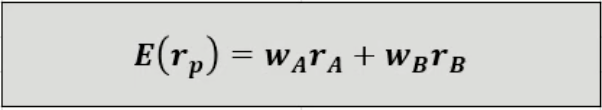 E(r_p) = w_A r_A + w_B r_B